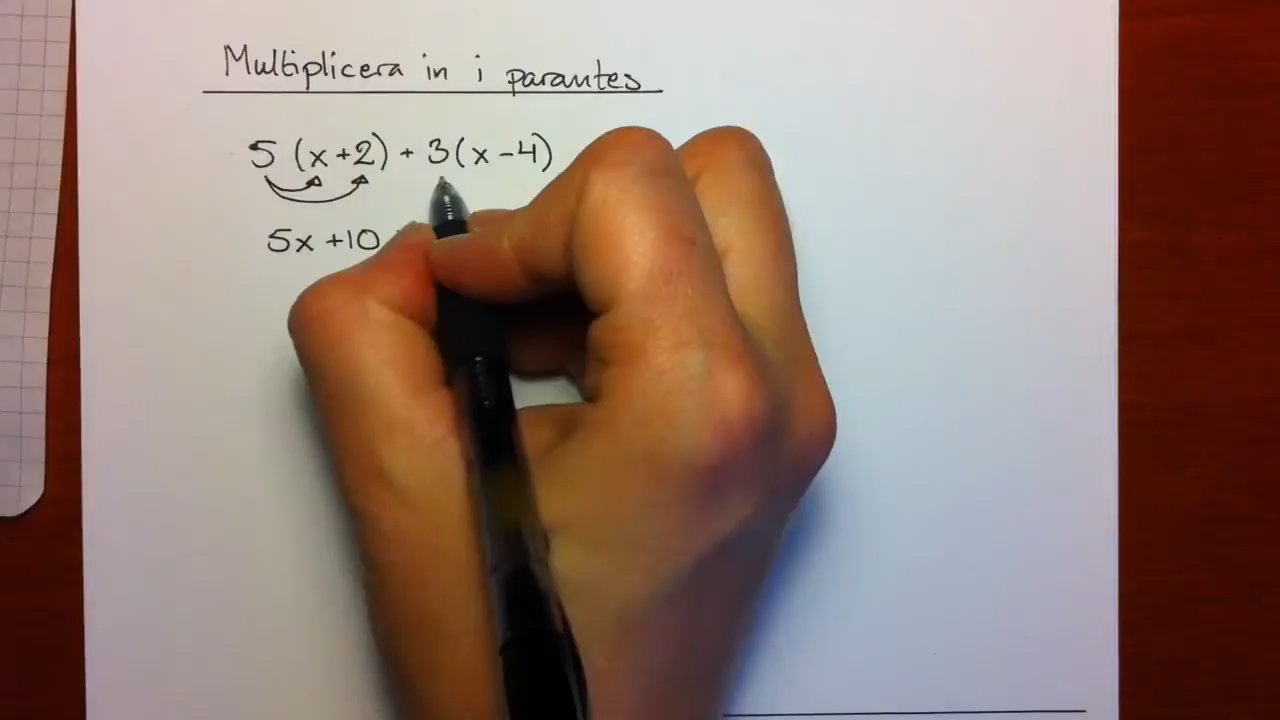 Multiplicera in i parantes
5 (x+2) + 3(x-4)
5x +10